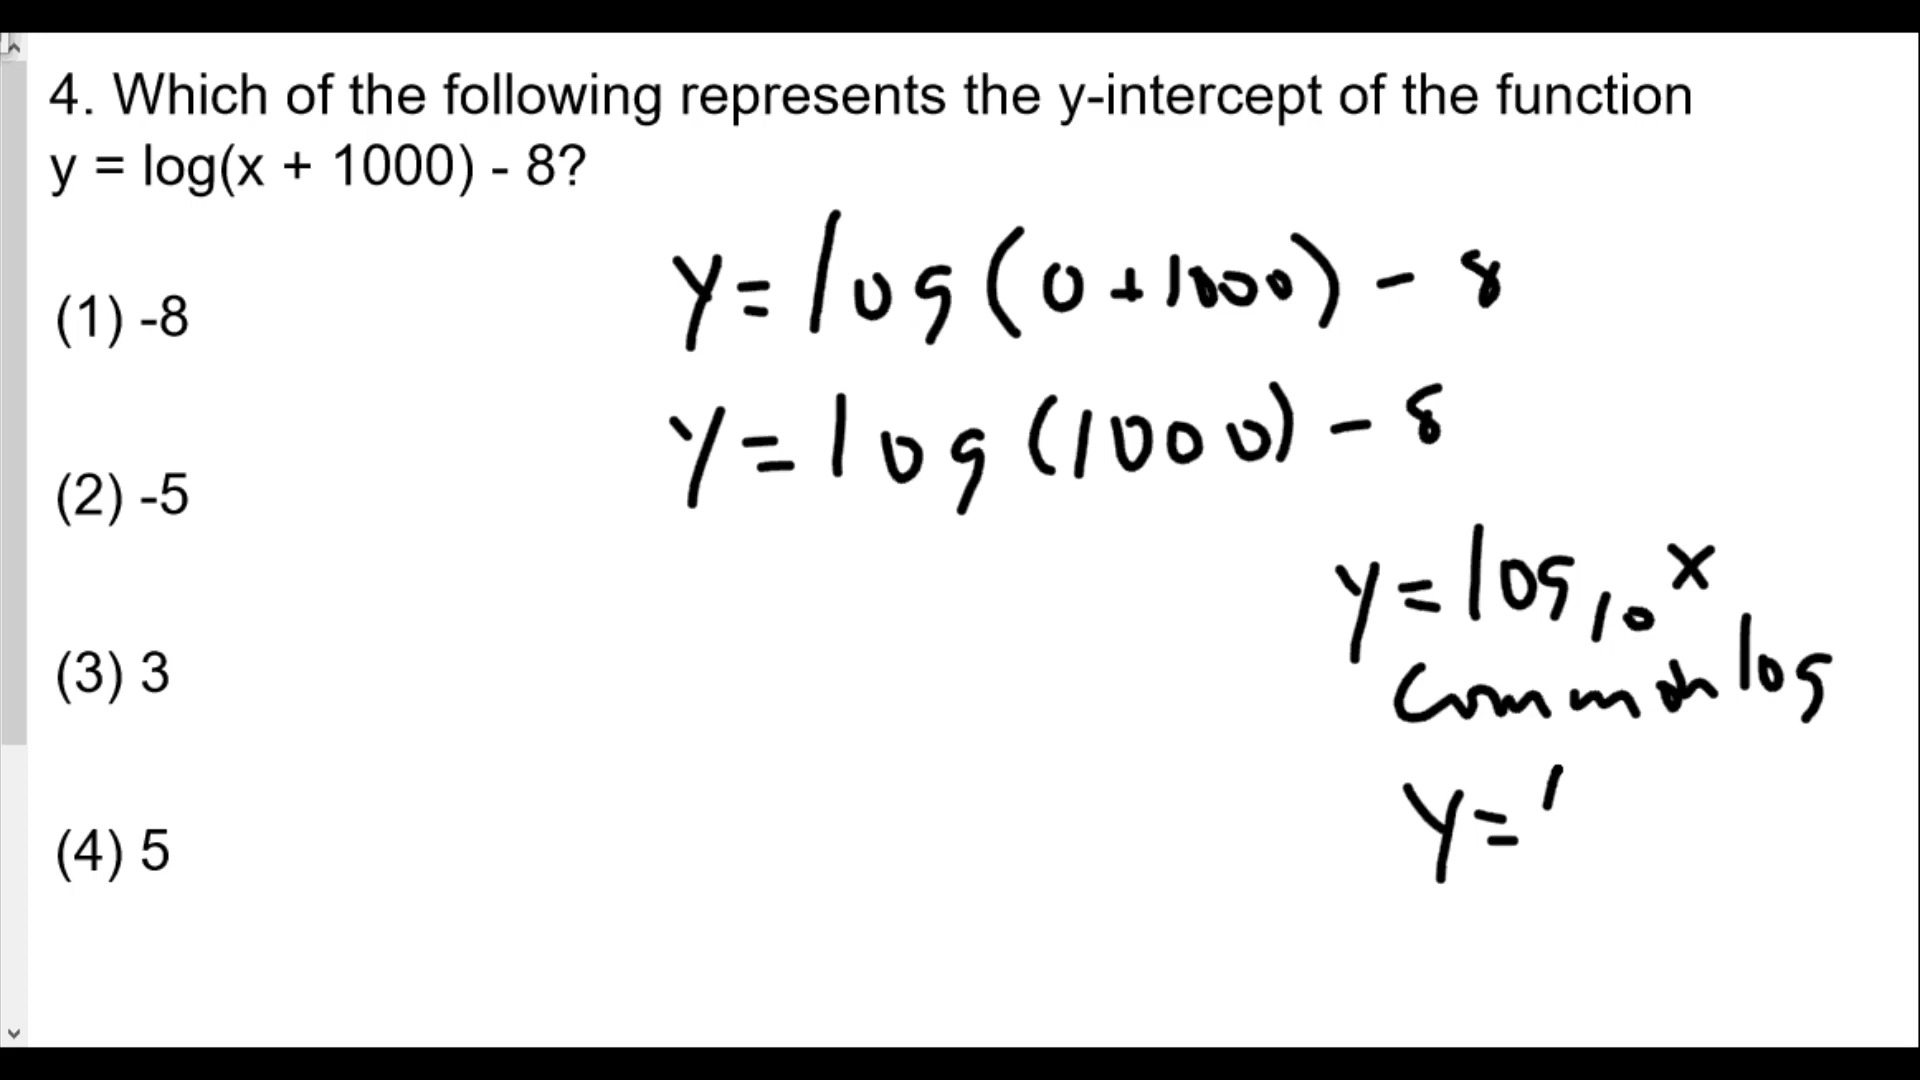 4. Which of the following represents the y-intercept of the function
y = log(x + 1000) - 8?
y = log(0+1000) - 8
(1) -8
y = log(1000) - 8
(2) -5
y = log₁₀ x
common log
(3) 3
y =
(4) 5